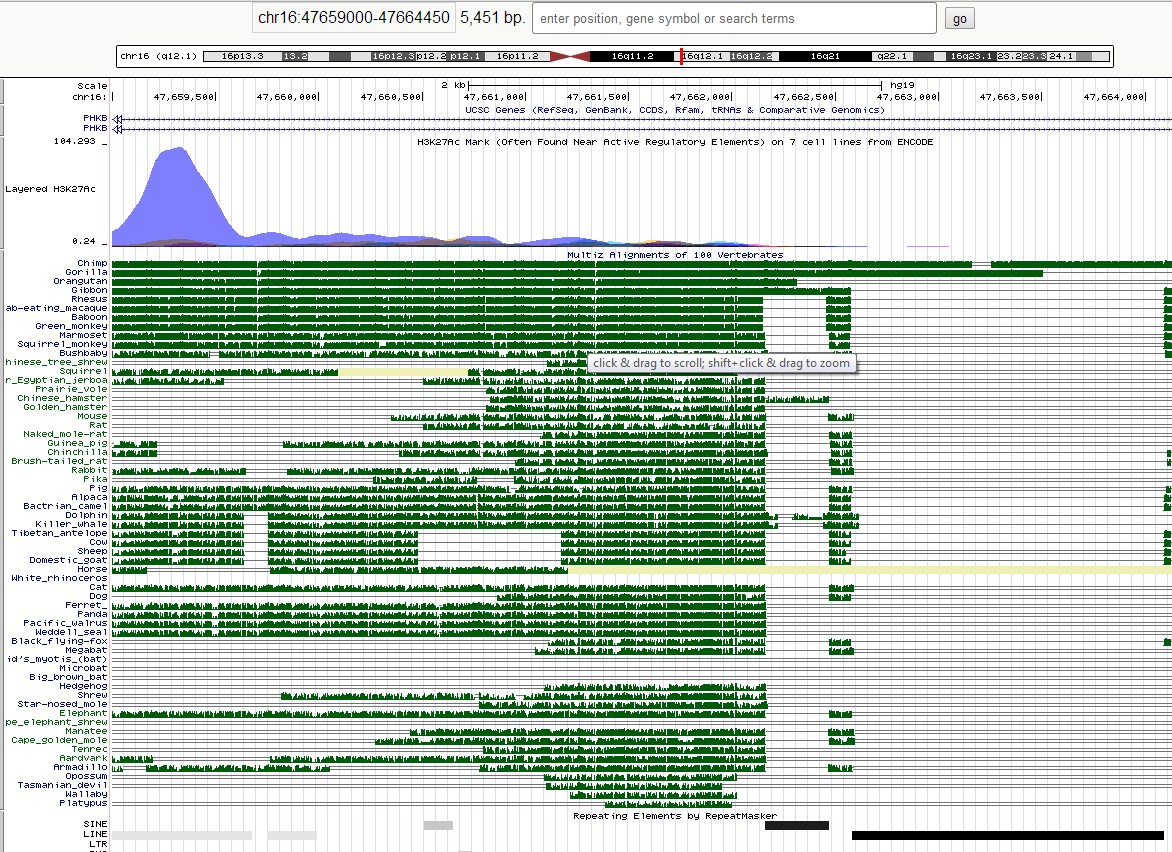 chr16:47659000-47664450 5,451 bp. enter position, gene symbol or search terms go
chr16 (q12.1) 16p13.3 13.2 16p12.3 p12.2 p12.1 16p11.2 16q11.2 16q12.1 16q12.2 16q21 q22.1 16q23.1 23.2 23.3 24.1
Scale 2 kb hg19
chr16: 47,659,500 47,660,000 47,660,500 47,661,000 47,661,500 47,662,000 47,662,500 47,663,000 47,663,500 47,664,000
UCSC Genes (RefSeq, GenBank, CCDS, Rfam, tRNAs & Comparative Genomics)
PHKB
PHKB
104.293 _ H3K27Ac Mark (Often Found Near Active Regulatory Elements) on 7 cell lines from ENCODE
Layered H3K27Ac
0.24 _
Multiz Alignments of 100 Vertebrates
Chimp
Gorilla
Orangutan
Gibbon
Rhesus
ab-eating_macaque
Baboon
Green_monkey
Marmoset
Squirrel_monkey
Bushbaby
hinese_tree_shrew click & drag to scroll; shift+click & drag to zoom
Squirrel
r_Egyptian_jerboa
Prairie_vole
Chinese_hamster
Golden_hamster
Mouse
Rat
Naked_mole-rat
Guinea_pig
Chinchilla
Brush-tailed_rat
Rabbit
Pika
Pig
Alpaca
Bactrian_camel
Dolphin
Killer_whale
Tibetan_antelope
Cow
Sheep
Domestic_goat
Horse
White_rhinoceros
Cat
Dog
Ferret_
Panda
Pacific_walrus
Weddell_seal
Black_flying-fox
Megabat
id's_myotis_(bat)
Microbat
Big_brown_bat
Hedgehog
Shrew
Star-nosed_mole
Elephant
pe_elephant_shrew
Manatee
Cape_golden_mole
Tenrec
Aardvark
Armadillo
Opossum
Tasmanian_devil
Wallaby
Platypus
Repeating Elements by RepeatMasker
SINE
LINE
LTR